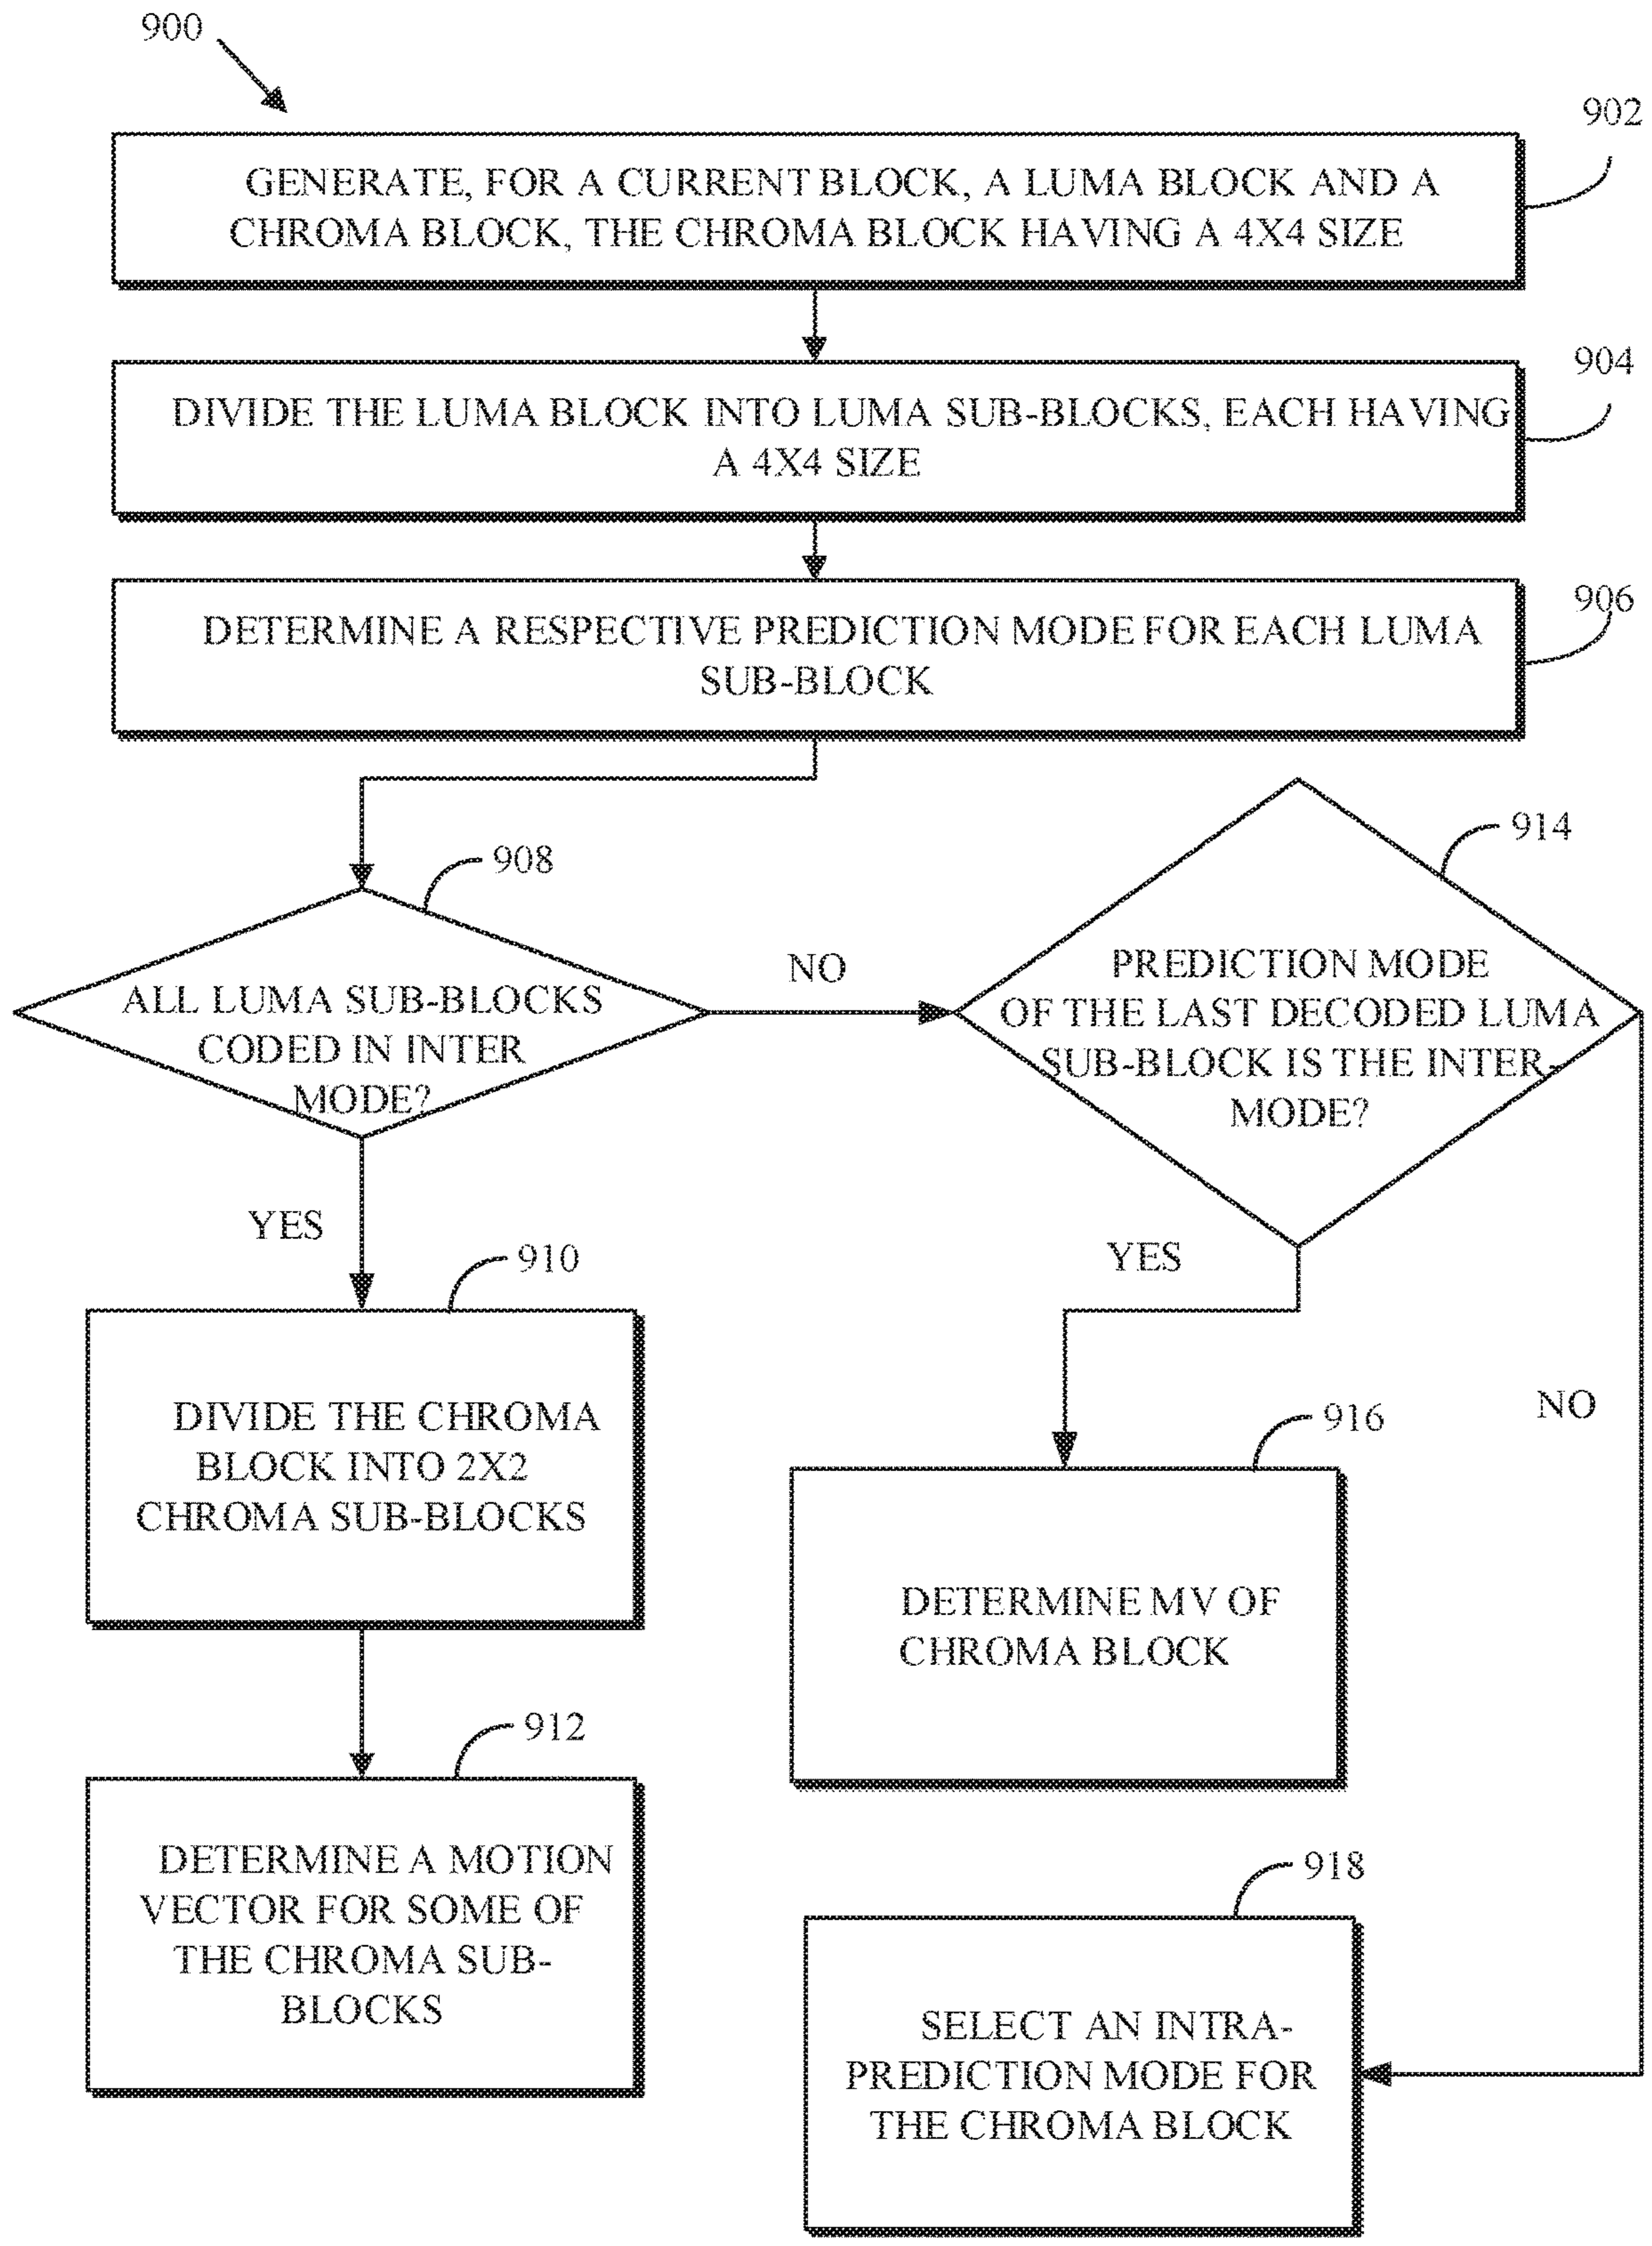 900
902
GENERATE, FOR A CURRENT BLOCK, A LUMA BLOCK AND A
CHROMA BLOCK, THE CHROMA BLOCK HAVING A 4X4 SIZE
904
DIVIDE THE LUMA BLOCK INTO LUMA SUB-BLOCKS, EACH HAVING
A 4X4 SIZE
906
DETERMINE A RESPECTIVE PREDICTION MODE FOR EACH LUMA
SUB-BLOCK
908
ALL LUMA SUB-BLOCKS
CODED IN INTER
MODE?
NO
914
PREDICTION MODE
OF THE LAST DECODED LUMA
SUB-BLOCK IS THE INTER-
MODE?
YES
910
DIVIDE THE CHROMA
BLOCK INTO 2X2
CHROMA SUB-BLOCKS
YES
NO
916
DETERMINE MV OF
CHROMA BLOCK
912
DETERMINE A MOTION
VECTOR FOR SOME OF
THE CHROMA SUB-
BLOCKS
918
SELECT AN INTRA-
PREDICTION MODE FOR
THE CHROMA BLOCK